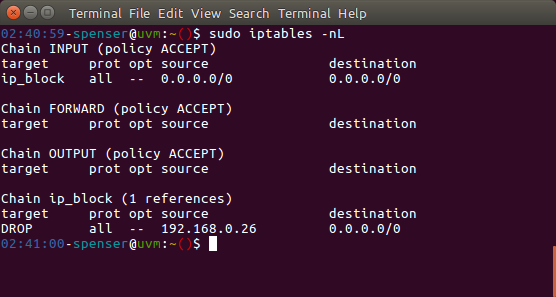 Terminal Terminal File Edit View Search Terminal Help
02:40:59-spenser@uvm:~()$ sudo iptables -nL
Chain INPUT (policy ACCEPT)
target     prot opt source               destination
ip_block   all  --  0.0.0.0/0            0.0.0.0/0
Chain FORWARD (policy ACCEPT)
target     prot opt source               destination
Chain OUTPUT (policy ACCEPT)
target     prot opt source               destination
Chain ip_block (1 references)
target     prot opt source               destination
DROP       all  --  192.168.0.26         0.0.0.0/0
02:41:00-spenser@uvm:~()$